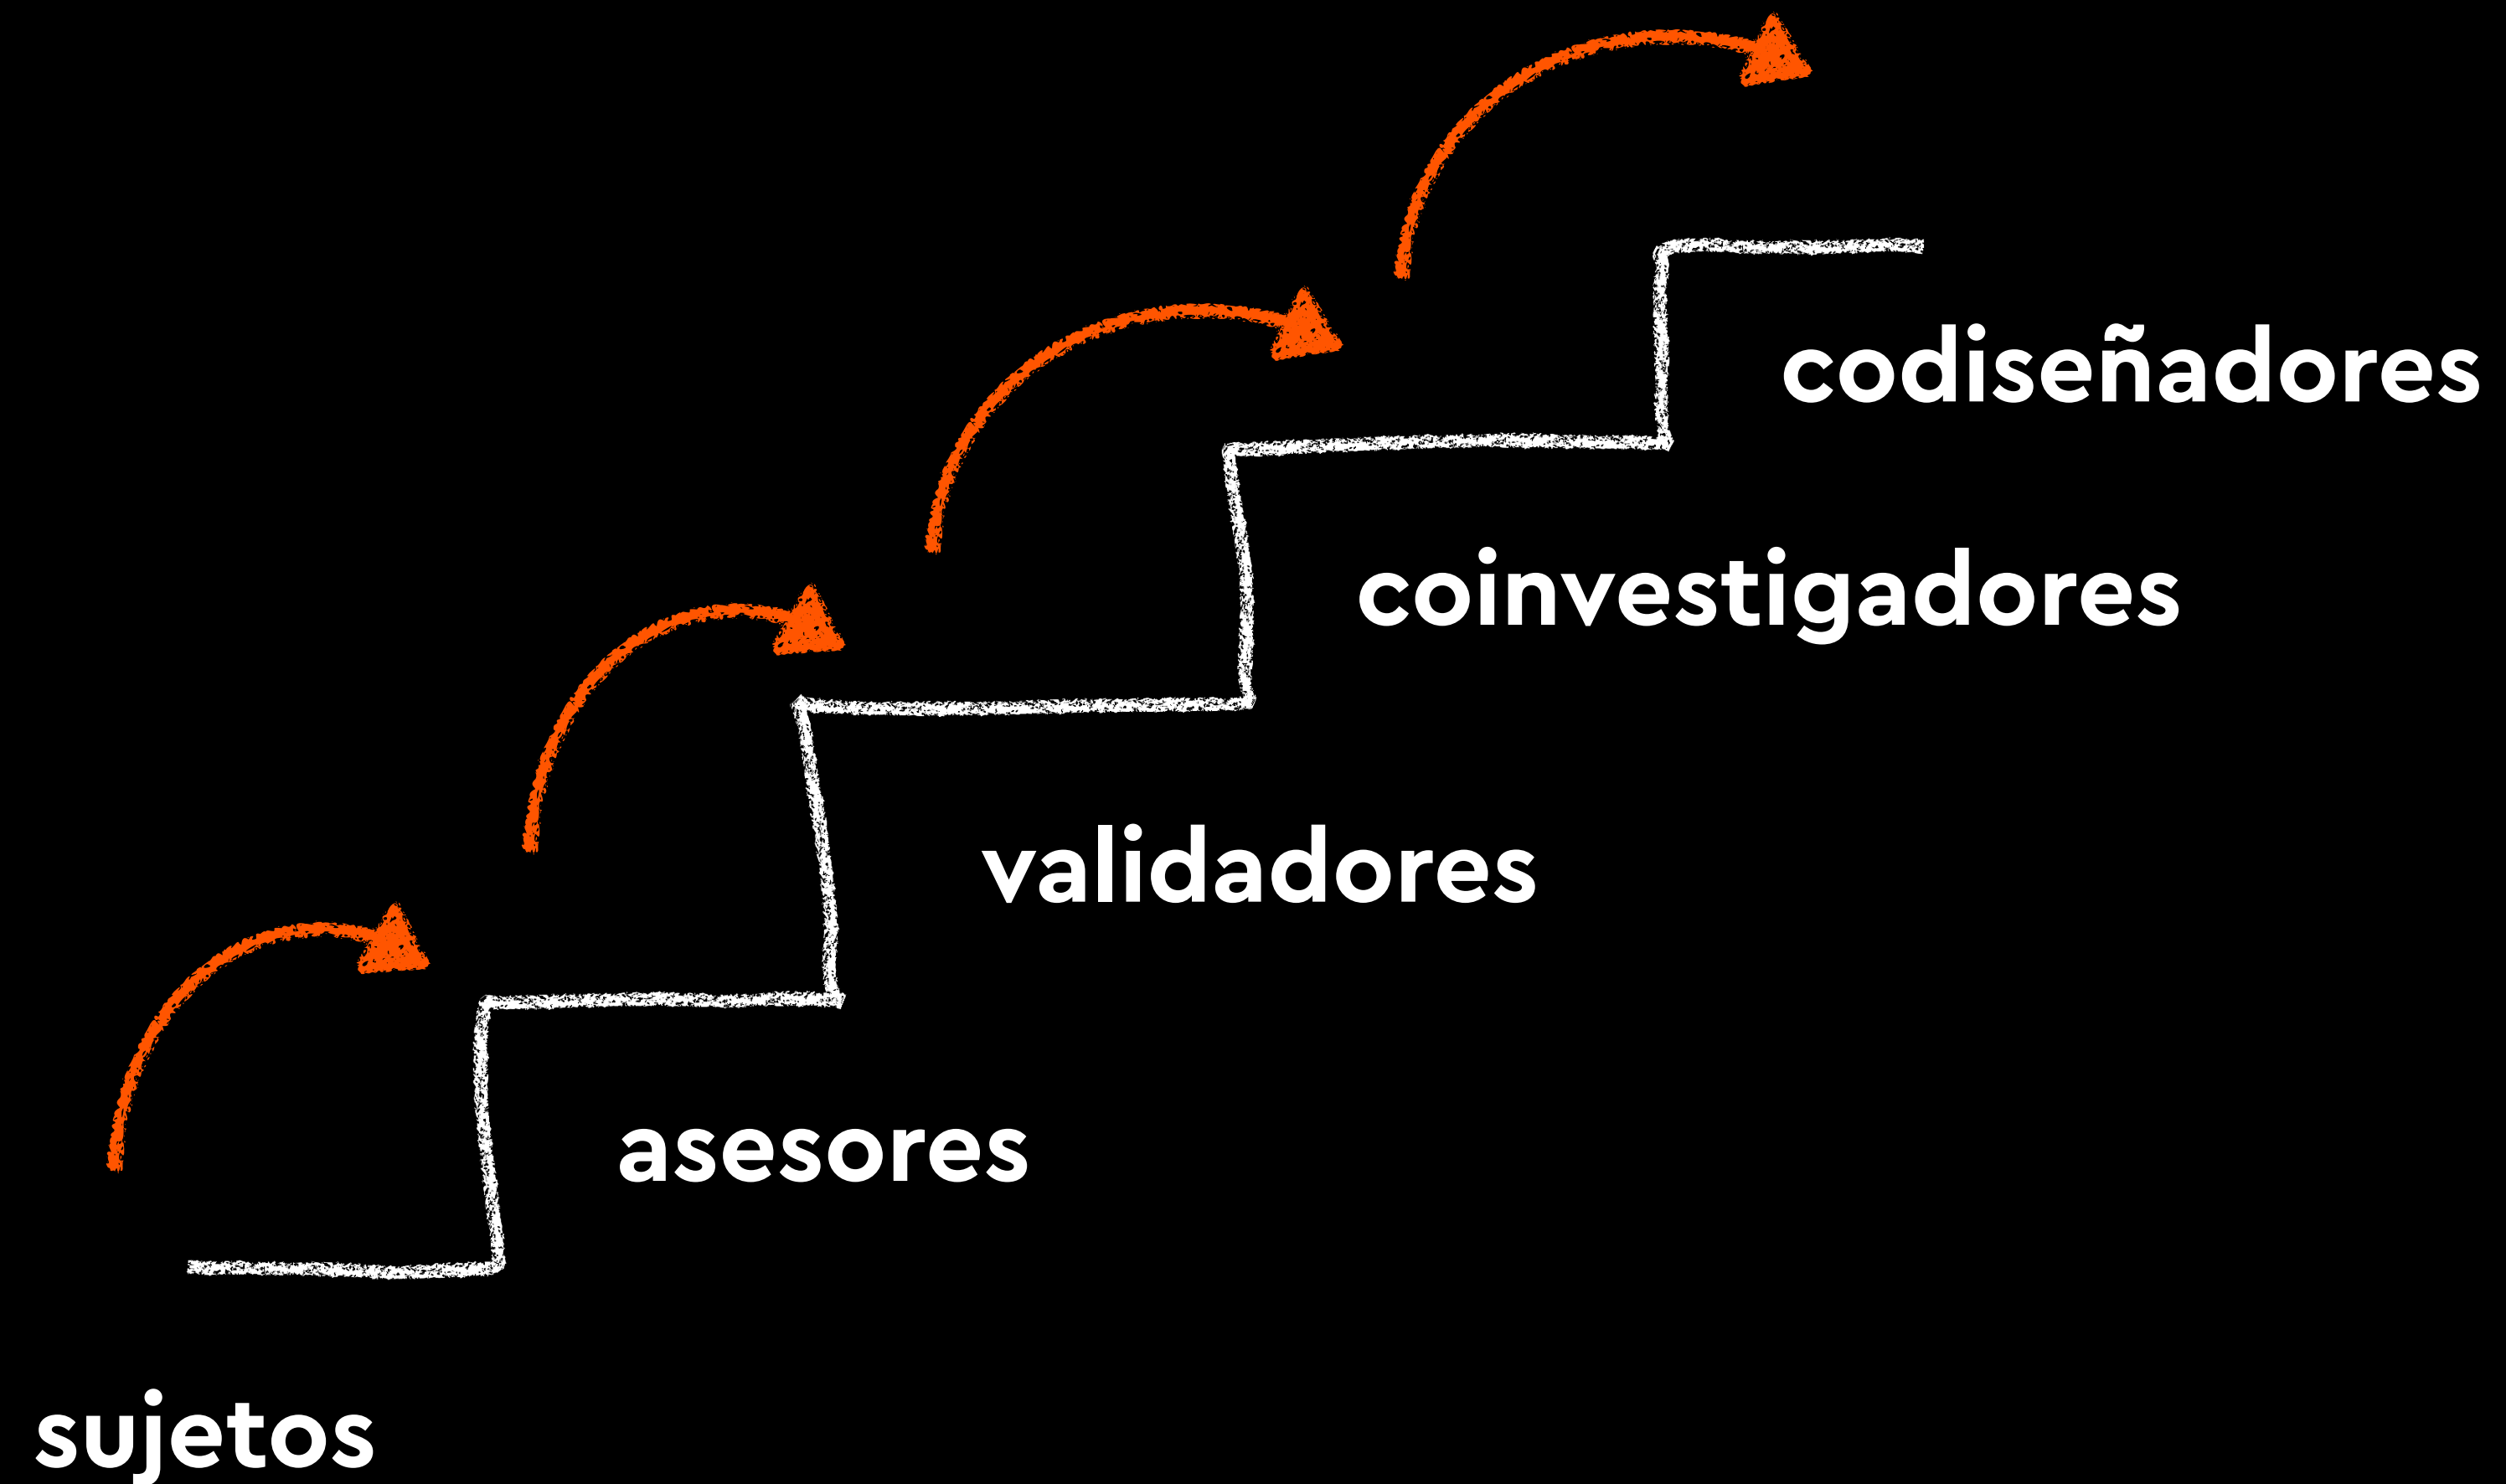 codiseñadores
coinvestigadores
validadores
asesores
sujetos